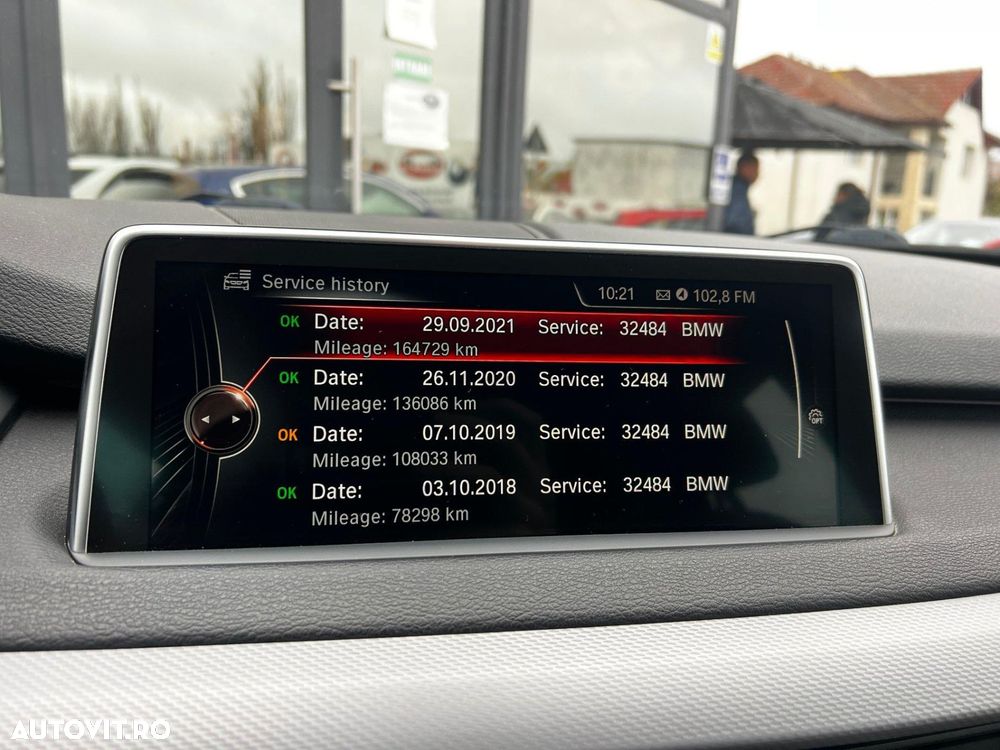 Service history
10:21 102,8 FM
OK Date: 29.09.2021 Service: 32484 BMW
Mileage: 164729 km
OK Date: 26.11.2020 Service: 32484 BMW
Mileage: 136086 km
OK Date: 07.10.2019 Service: 32484 BMW
Mileage: 108033 km
OK Date: 03.10.2018 Service: 32484 BMW
Mileage: 78298 km
OPT
AUTOVIT.RO